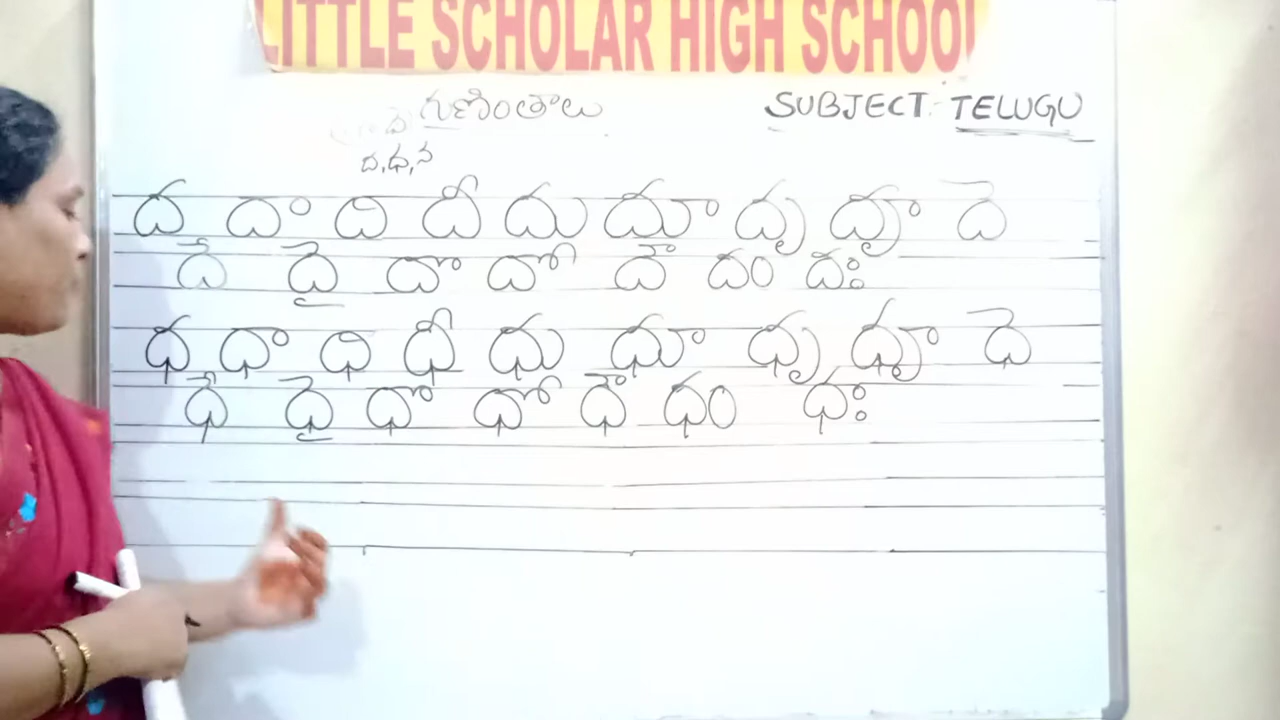 LITTLE SCHOLAR HIGH SCHOOL
గుణింతాలు SUBJECT: TELUGU
ద,ధ,న
ద దా ది దీ దు దూ దృ దౄ దె
దే దై దొ దో దౌ దం దః
ధ ధా ధి ధీ ధు ధూ ధృ ధౄ ధె
ధే ధై ధొ ధో ధౌ ధం ధః